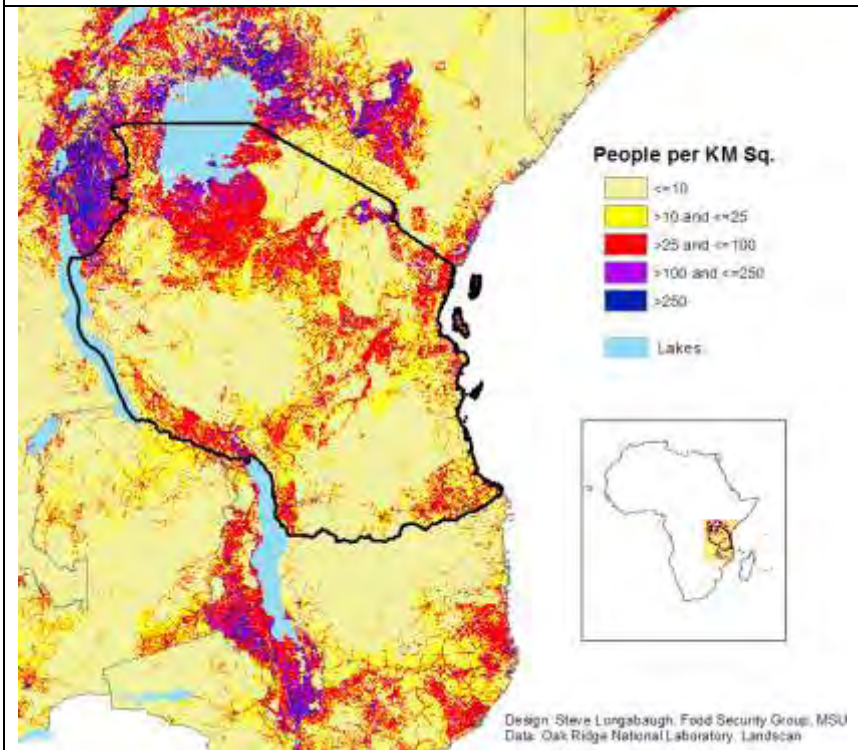 People per KM Sq.
<=10
>10 and <=25
>25 and <=100
>100 and <=250
>250
Lakes
Design: Steve Longabaugh, Food Security Group, MSU
Data: Oak Ridge National Laboratory, Landscan